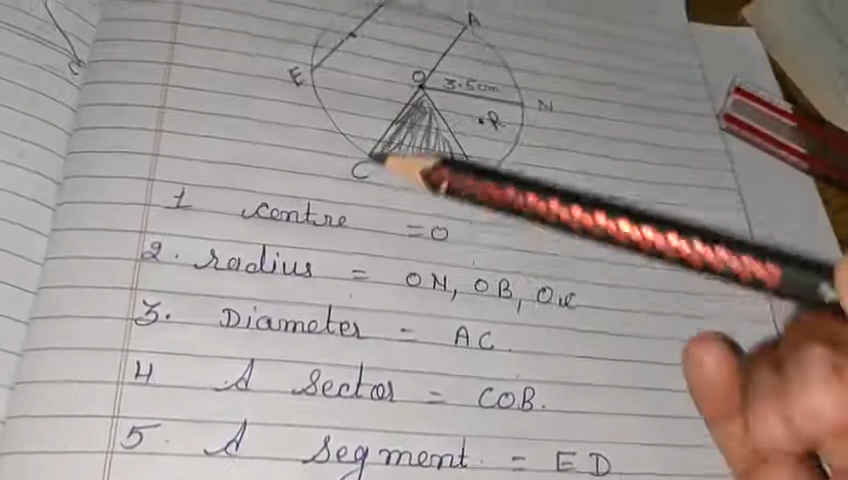 A
E
O 3.5cm N
P
C
1 centre = O
2. radius = ON, OB, OC
3. Diameter = AC.
4 A sector = COB.
5. A segment. = ED
C